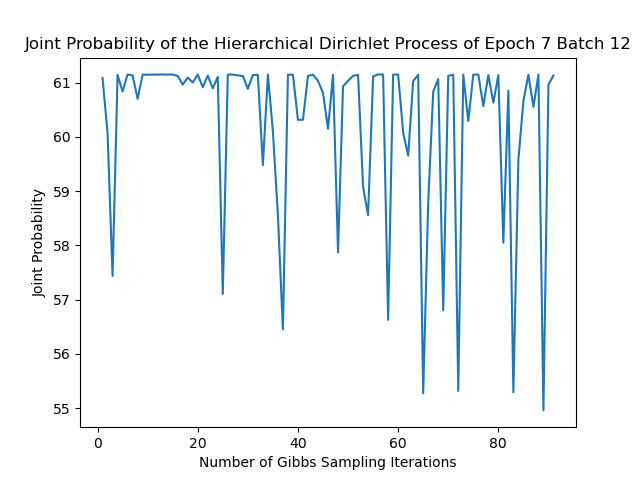 Joint Probability of the Hierarchical Dirichlet Process of Epoch 7 Batch 12
61
60
59
58
57
56
55
Joint Probability
0 20 40 60 80
Number of Gibbs Sampling Iterations